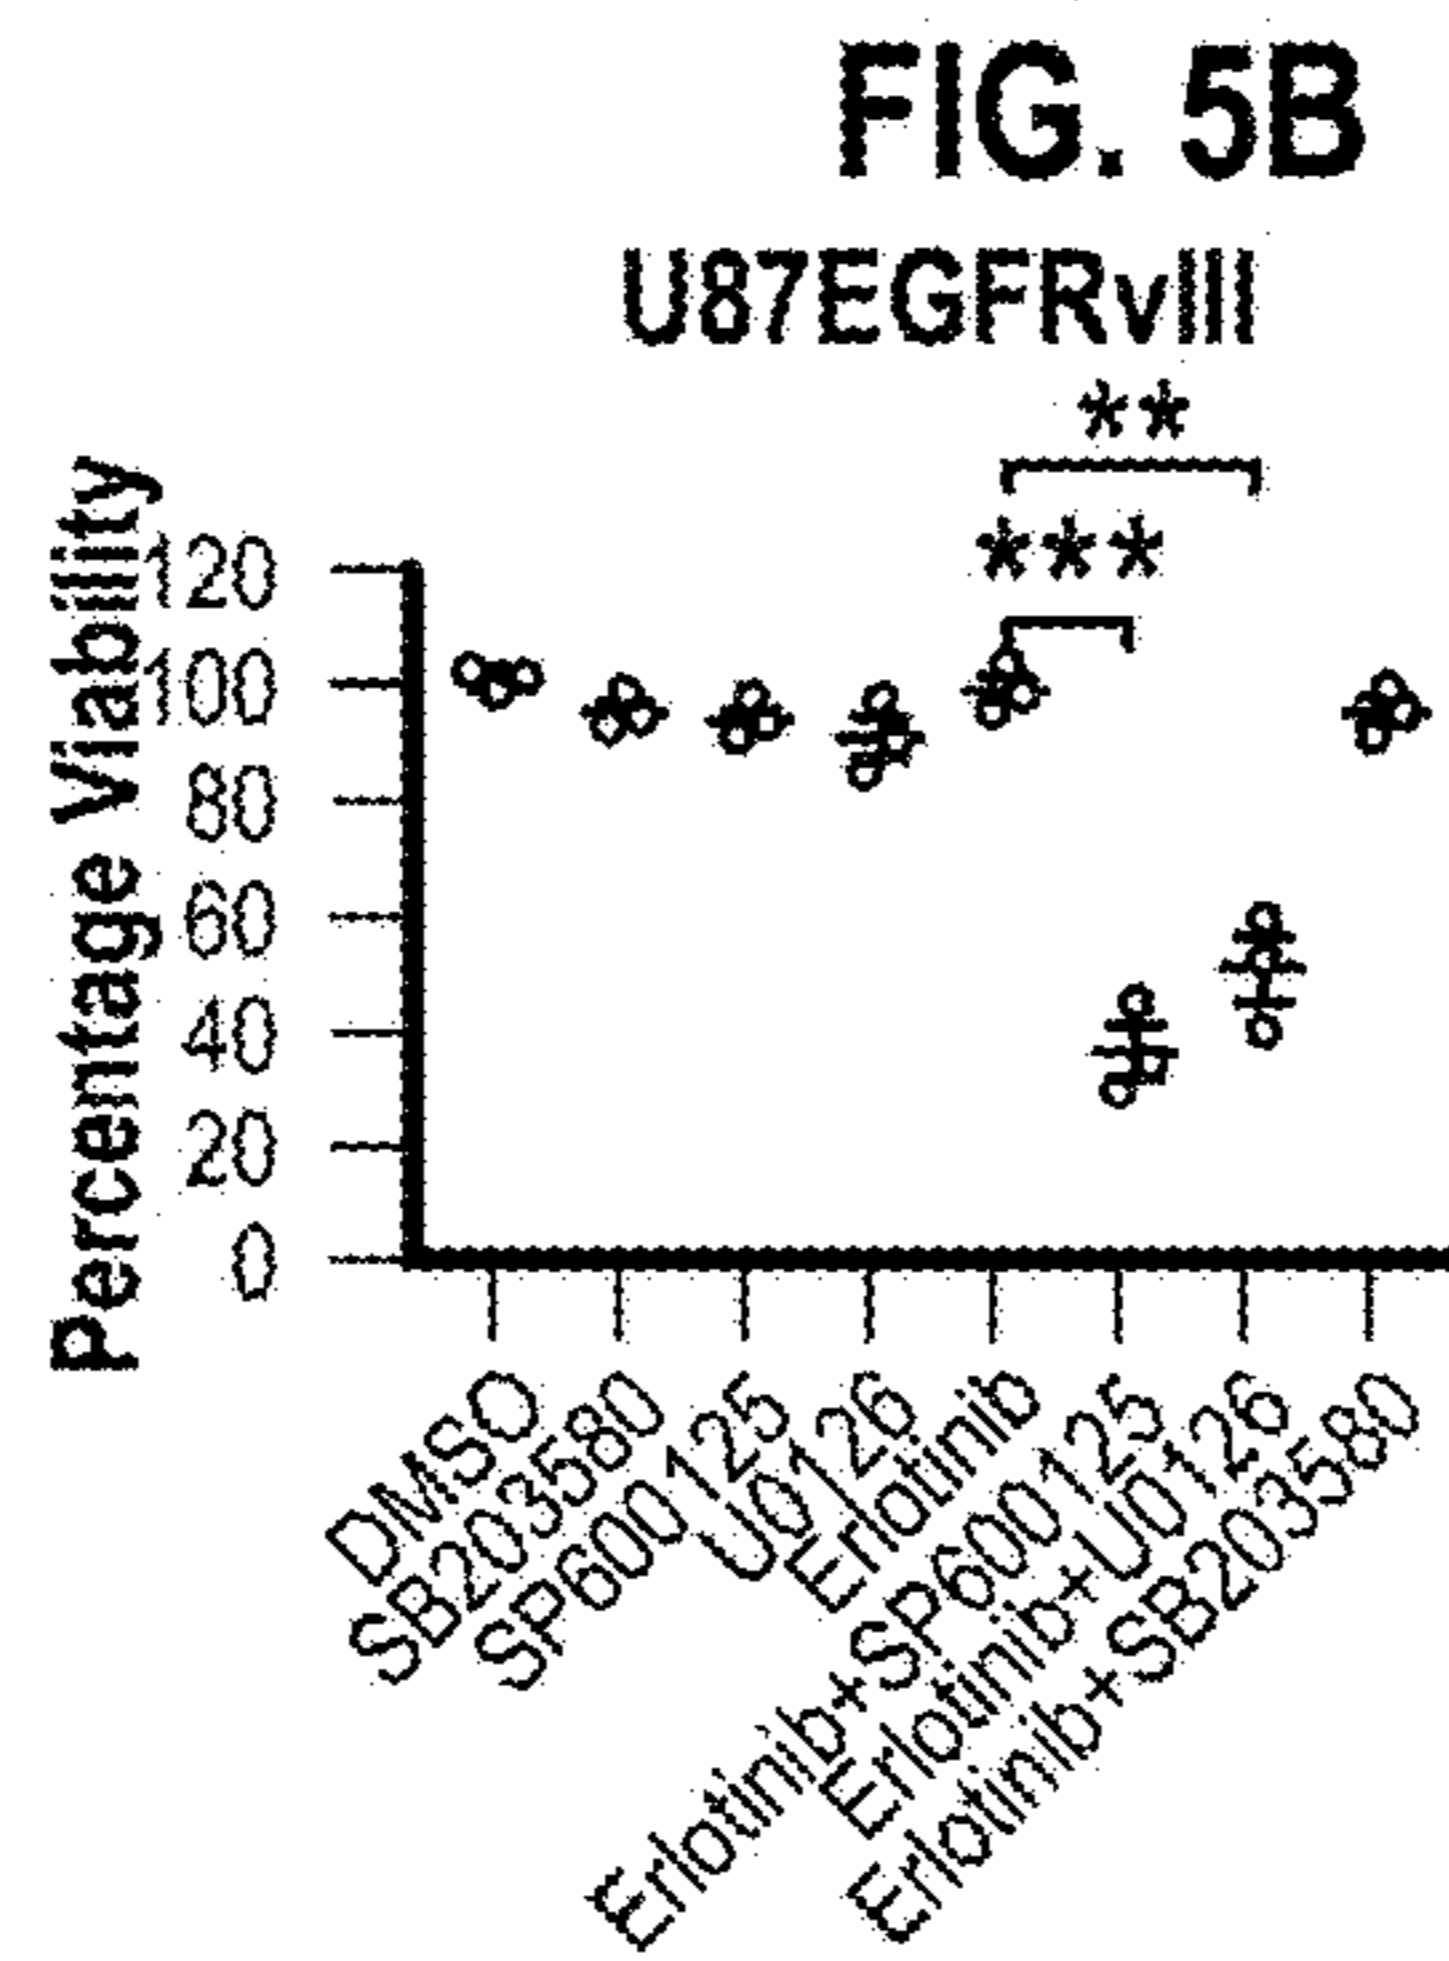 FIG. 5B
U87EGFRvIII
**
***
Percentage Viability
120
100
80
60
40
20
0
DMSO
SB203580
SP600125
U0126
Erlotinib
Erlotinib+SP600125
Erlotinib+U0126
Erlotinib+SB203580